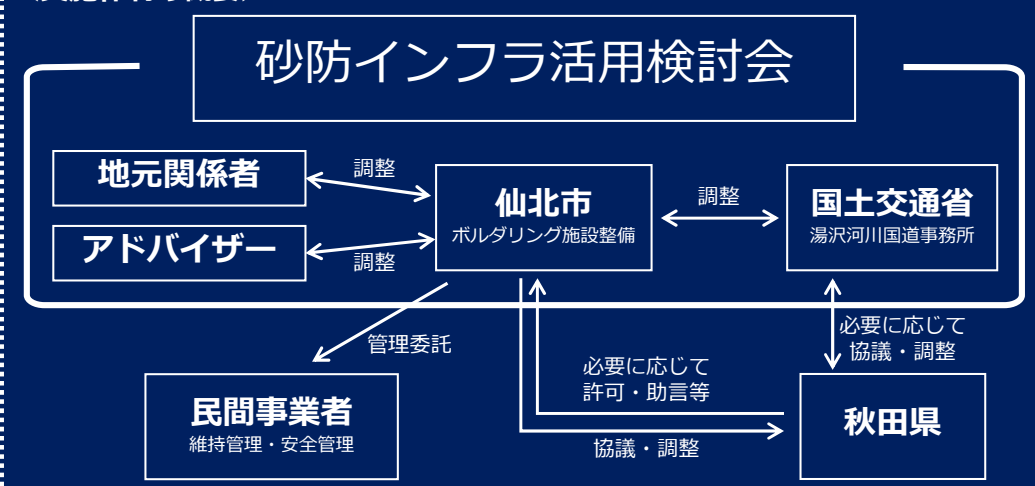 砂防インフラ活用検討会
地元関係者
調整
仙北市
ボルダリング施設整備
調整
国土交通省
湯沢河川国道事務所
アドバイザー
調整
管理委託
必要に応じて
協議・調整
必要に応じて
許可・助言等
民間事業者
維持管理・安全管理
秋田県
協議・調整